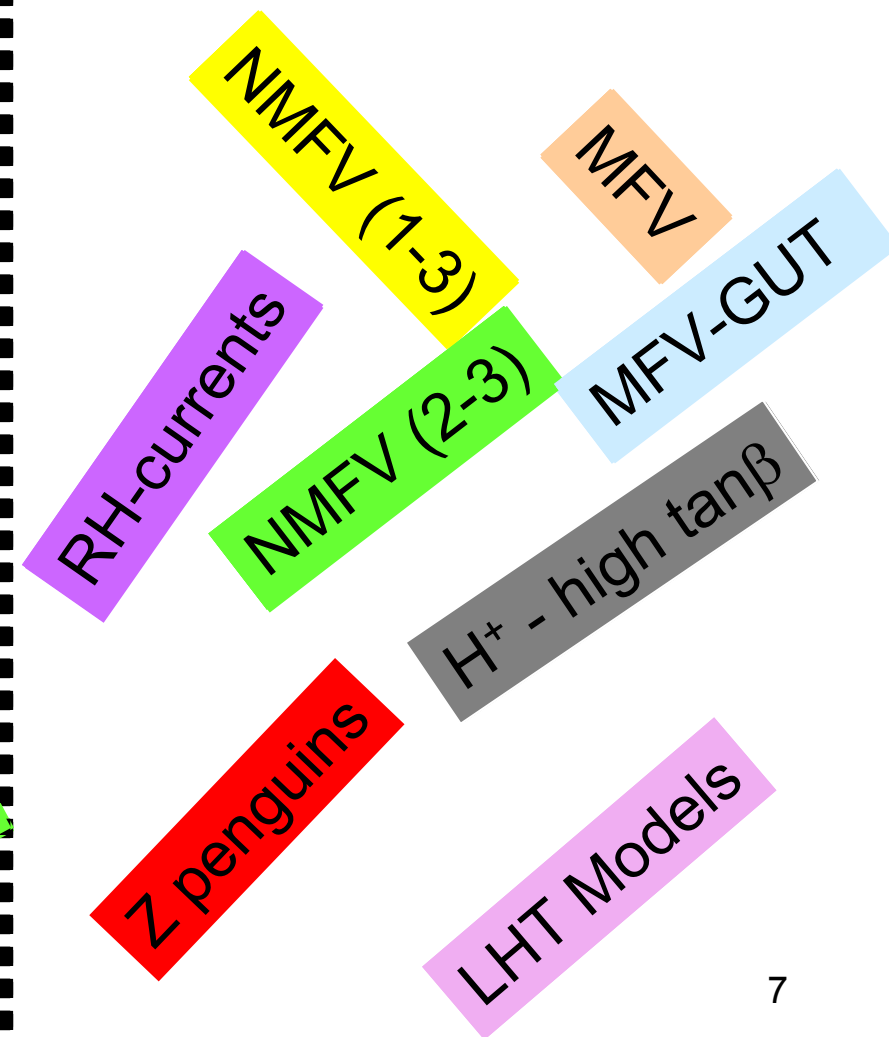 NMFV (1-3)
MFV
MFV-GUT
RH-currents
NMFV (2-3)
H⁺ - high tanβ
Z penguins
LHT Models
7